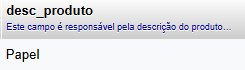 desc_produto
Este campo é responsável pela descrição do produto...
Papel